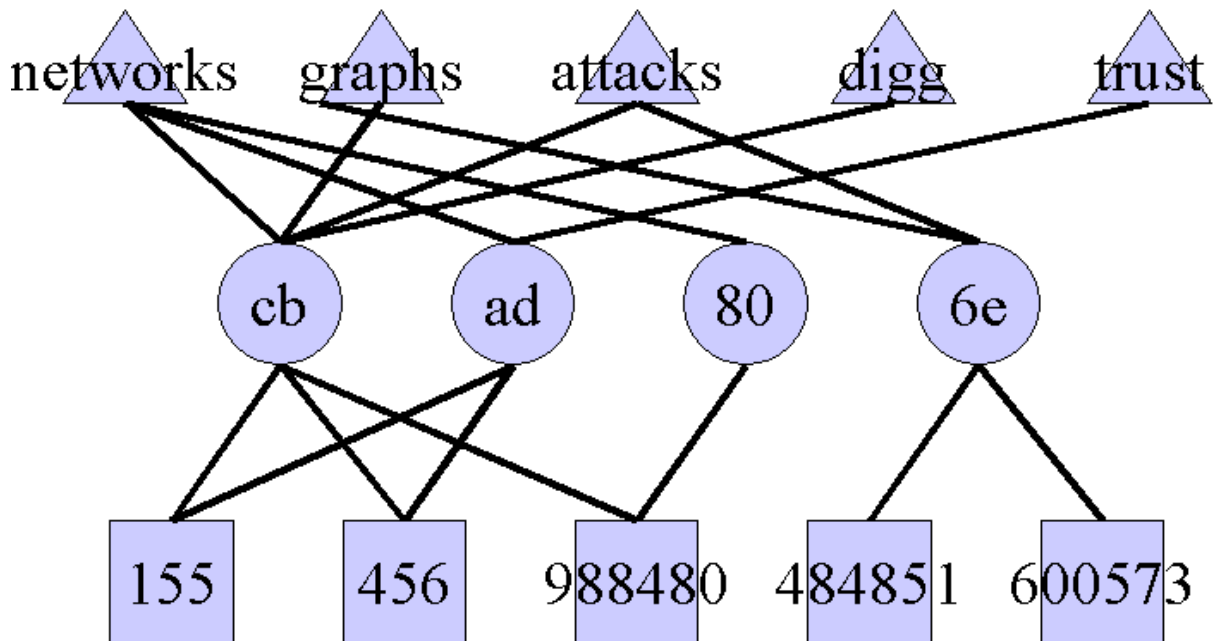 networks graphs attacks digg trust
cb ad 80 6e
155 456 988480 484851 600573